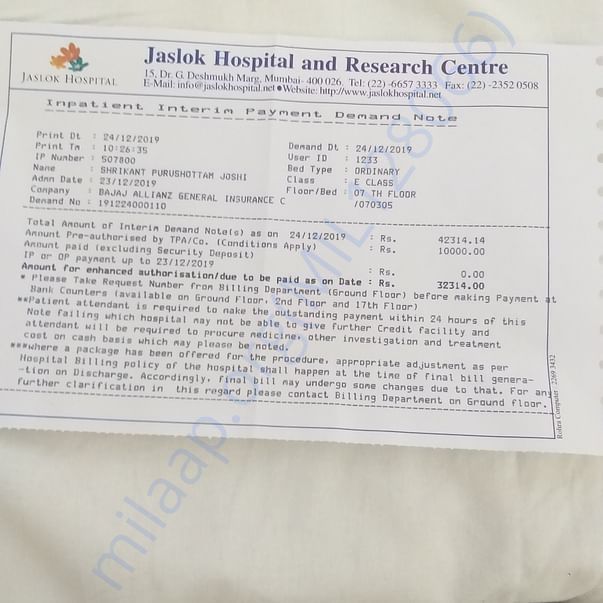 JASLOK HOSPITAL
Jaslok Hospital and Research Centre
15, Dr. G. Deshmukh Marg, Mumbai- 400 026, Tel: (22) -6657 3333 Fax: (22) -2352 0508
E-Mail: info@jaslokhospital.net ●Website: http://www.jaslokhospital.net
Inpatient Interim Payment Demand Note
Print Dt : 24/12/2019 Demand Dt : 24/12/2019
Print Tm : 10:26:35 User ID : 1233
IP Number : 507800 Bed Type : ORDINARY
Name : SHRIKANT PURUSHOTTAM JOSHI Class : E CLASS
Admn Date : 23/12/2019 Floor/Bed : 07 TH FLOOR
Company : BAJAJ ALLIANZ GENERAL INSURANCE C /070305
Demand No : 191224000110
Total Amount of Interim Demand Note(s) as on 24/12/2019 : Rs. 42314.14
Amount Pre-authorised by TPA/Co. (Conditions Apply) : Rs. 10000.00
Amount paid (excluding Security Deposit)
IP or OP payment up to 23/12/2019 : Rs. 0.00
Amount for enhanced authorisation/due to be paid as on Date : Rs. 32314.00
* Please Take Request Number from Billing Department (Ground Floor) before making Payment at
Bank Counters (available on Ground Floor, 2nd Floor and 17th Floor)
**Patient attendant is required to make the outstanding payment within 24 hours of this
Note failing which hospital may not be able to give further Credit facility and
attendant will be required to procure medicine, other investigation and treatment
cost on cash basis which may please be noted.
***where a package has been offered for the procedure, appropriate adjustment as per
Hospital Billing policy of the hospital shall happen at the time of final bill genera-
-tion on Discharge. Accordingly, final bill may undergo some changes due to that. For any
further clarification in this regard please contact Billing Department on Ground floor.
Rohra Computer 2269 3432